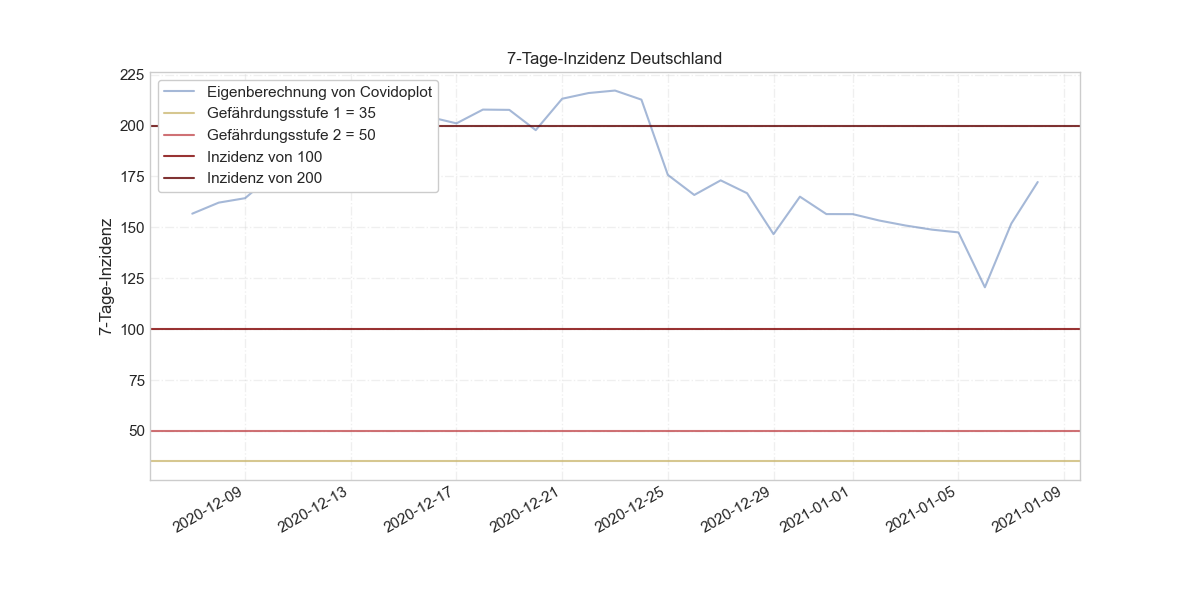 7-Tage-Inzidenz Deutschland
225
200
175
150
125
100
75
50
7-Tage-Inzidenz
Eigenberechnung von Covidoplot
Gefährdungsstufe 1 = 35
Gefährdungsstufe 2 = 50
Inzidenz von 100
Inzidenz von 200
2020-12-09
2020-12-13
2020-12-17
2020-12-21
2020-12-25
2020-12-29
2021-01-01
2021-01-05
2021-01-09